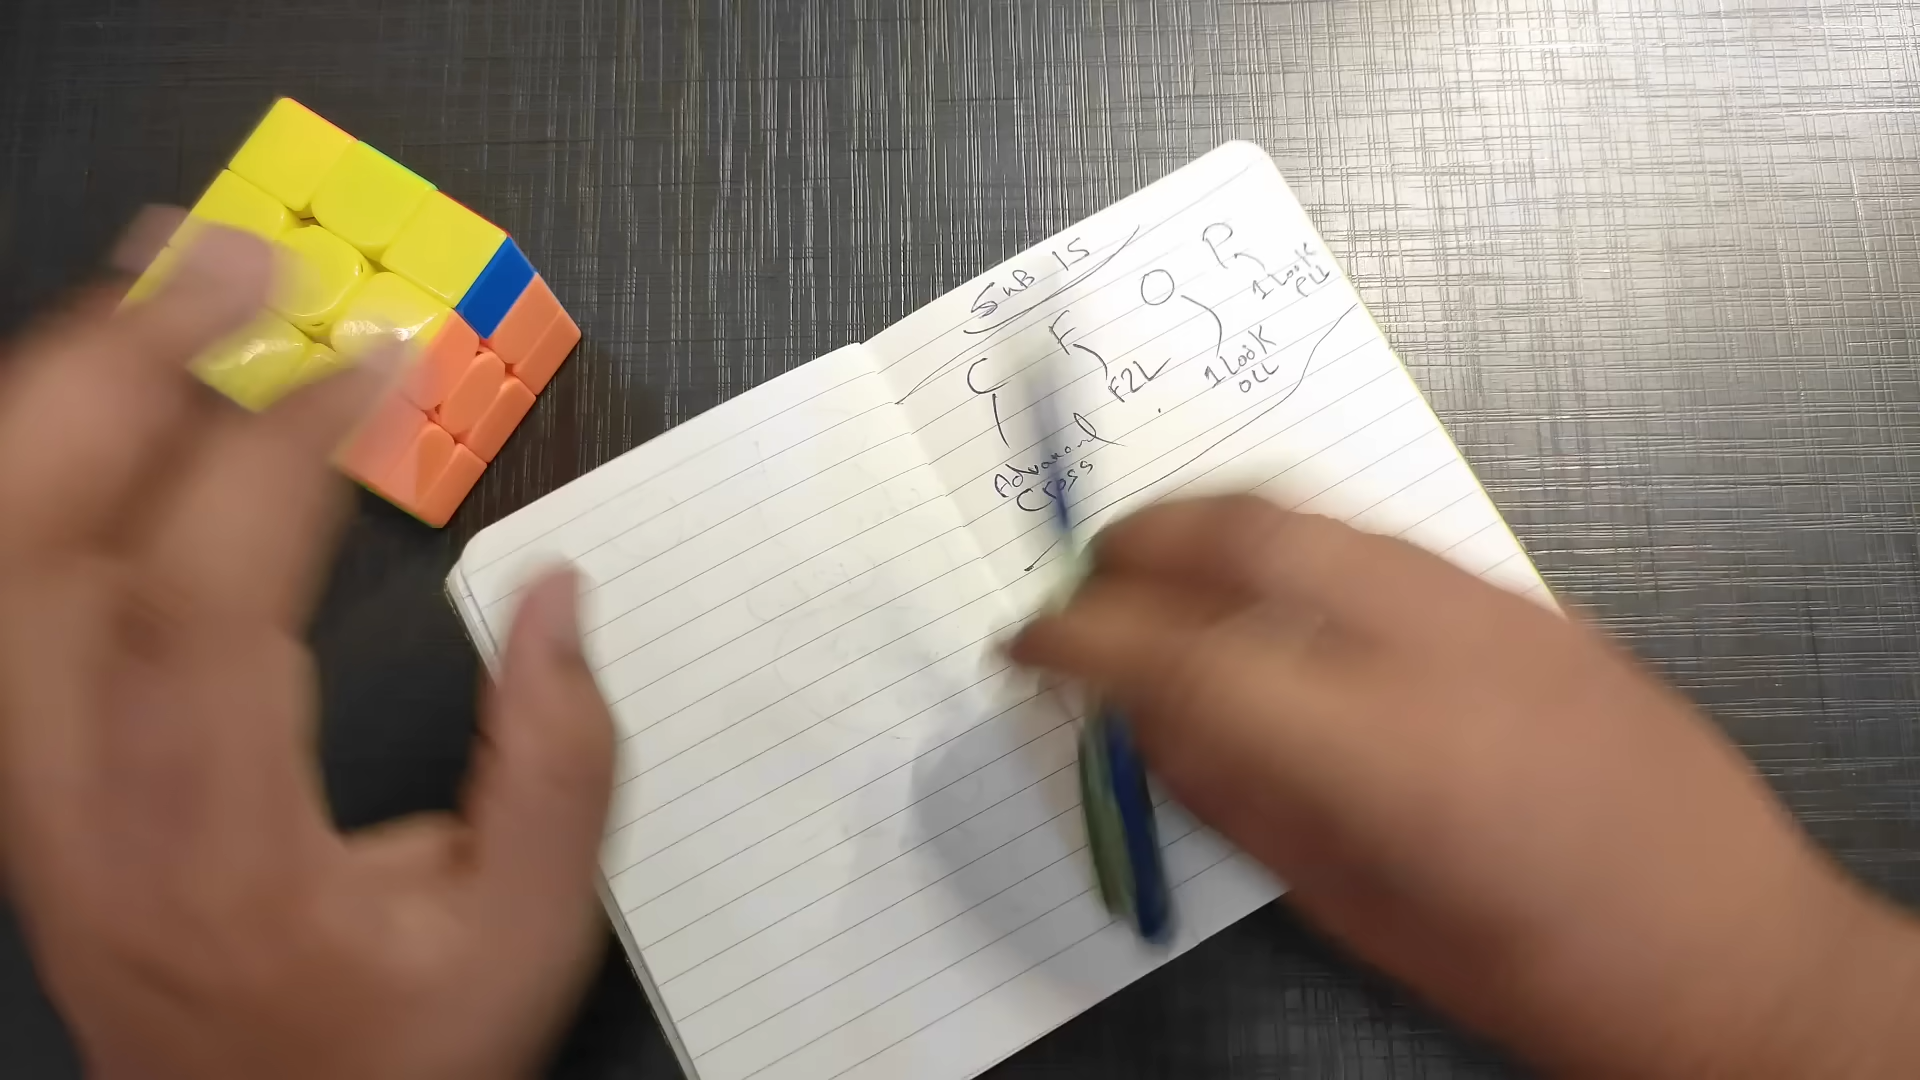 SuB 15
C F O P
Advanced
Cross
F2L
1 Look
OLL
1 Look
PLL